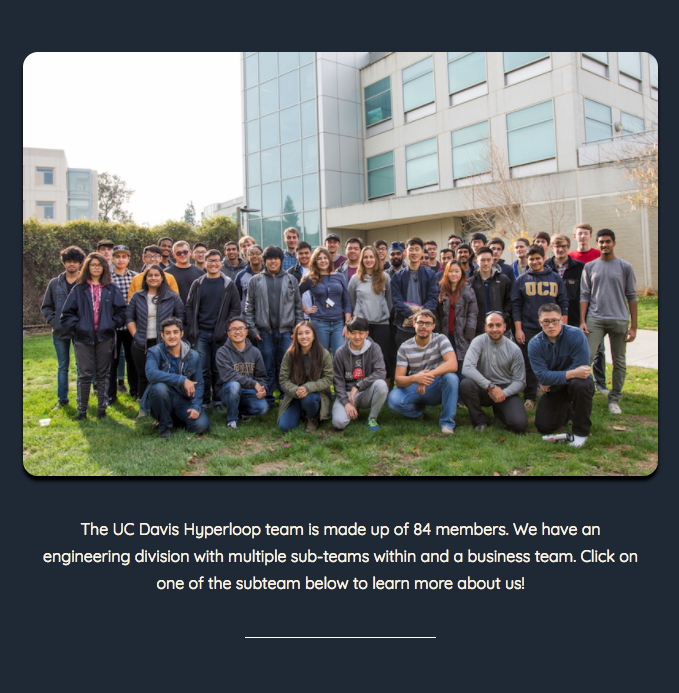 UCD
The UC Davis Hyperloop team is made up of 84 members. We have an
engineering division with multiple sub-teams within and a business team. Click on
one of the subteam below to learn more about us!